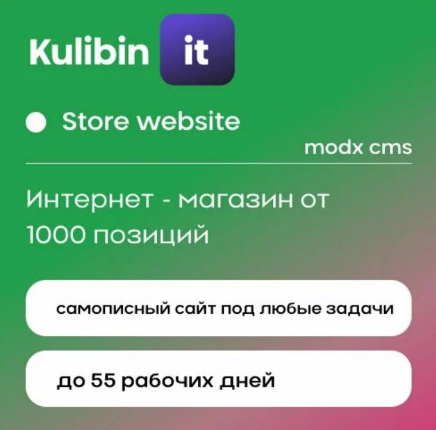 Kulibin it
Store website
modx cms
Интернет - магазин от
1000 позиций
самописный сайт под любые задачи
до 55 рабочих дней